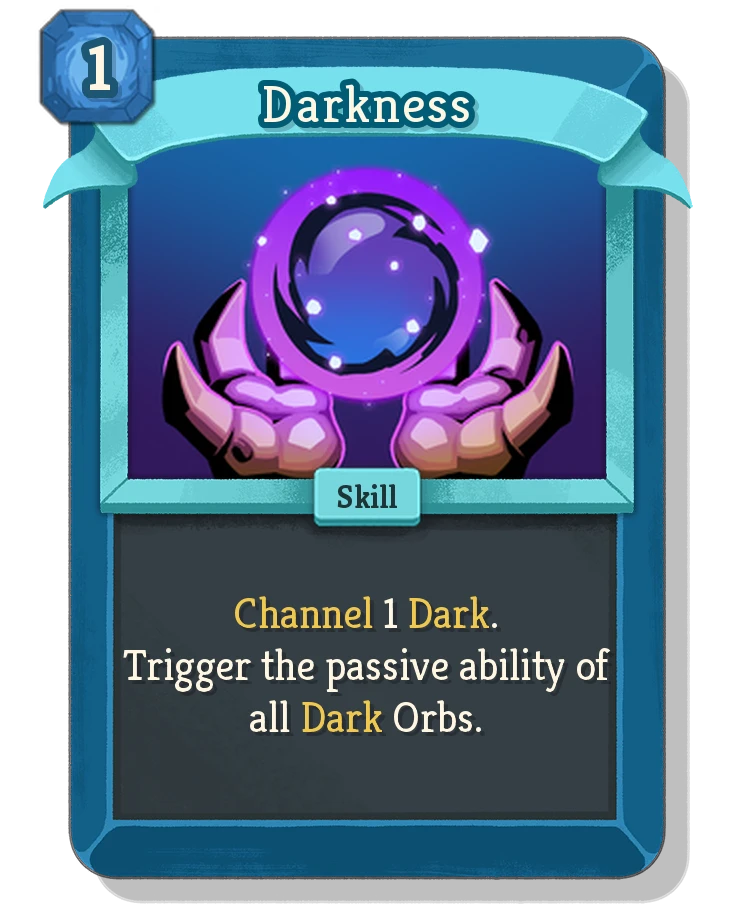 1
Darkness
Skill
Channel 1 Dark.
Trigger the passive ability of
all Dark Orbs.